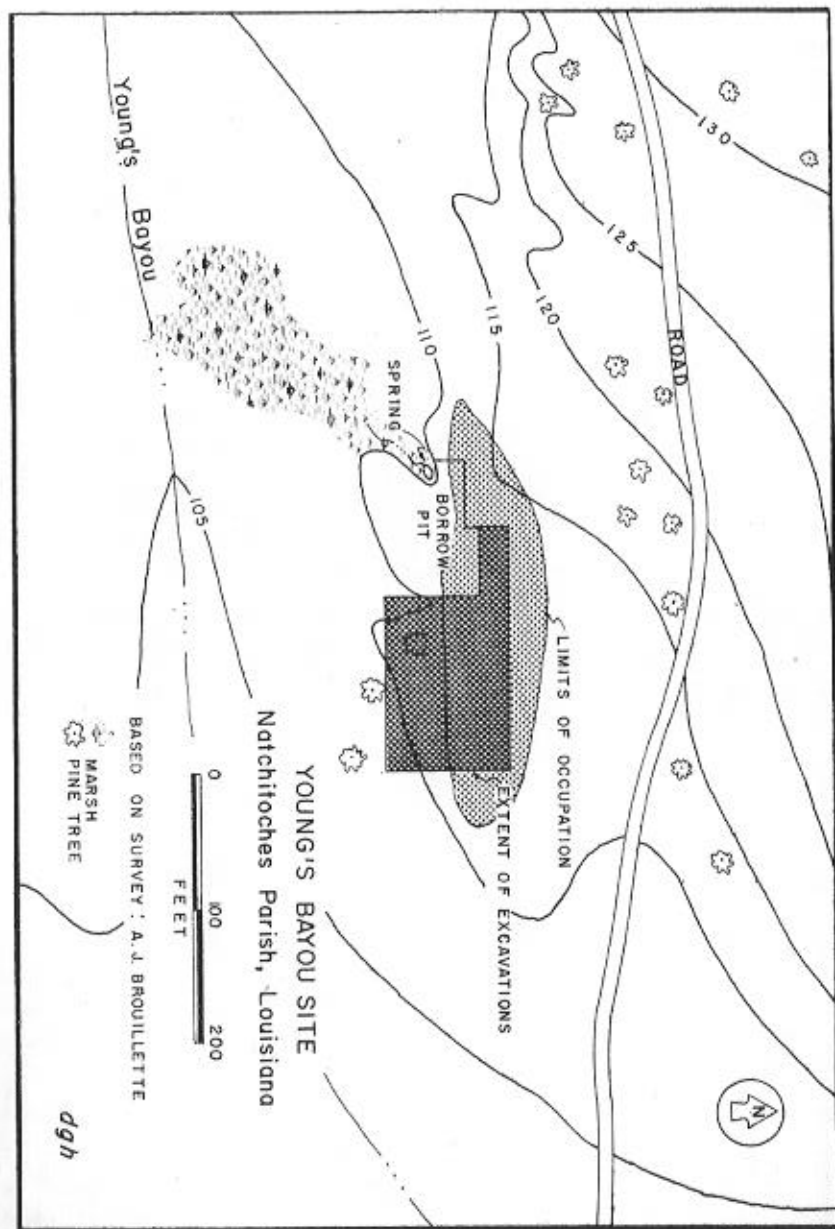 130
125
120
115
110
105
ROAD
N
LIMITS OF OCCUPATION
EXTENT OF EXCAVATIONS
BORROW
PIT
SPRING
Young's Bayou
YOUNG'S BAYOU SITE
Natchitoches Parish, Louisiana
0 100 200
FEET
BASED ON SURVEY: A. J. BROUILLETTE
MARSH
PINE TREE
dgh